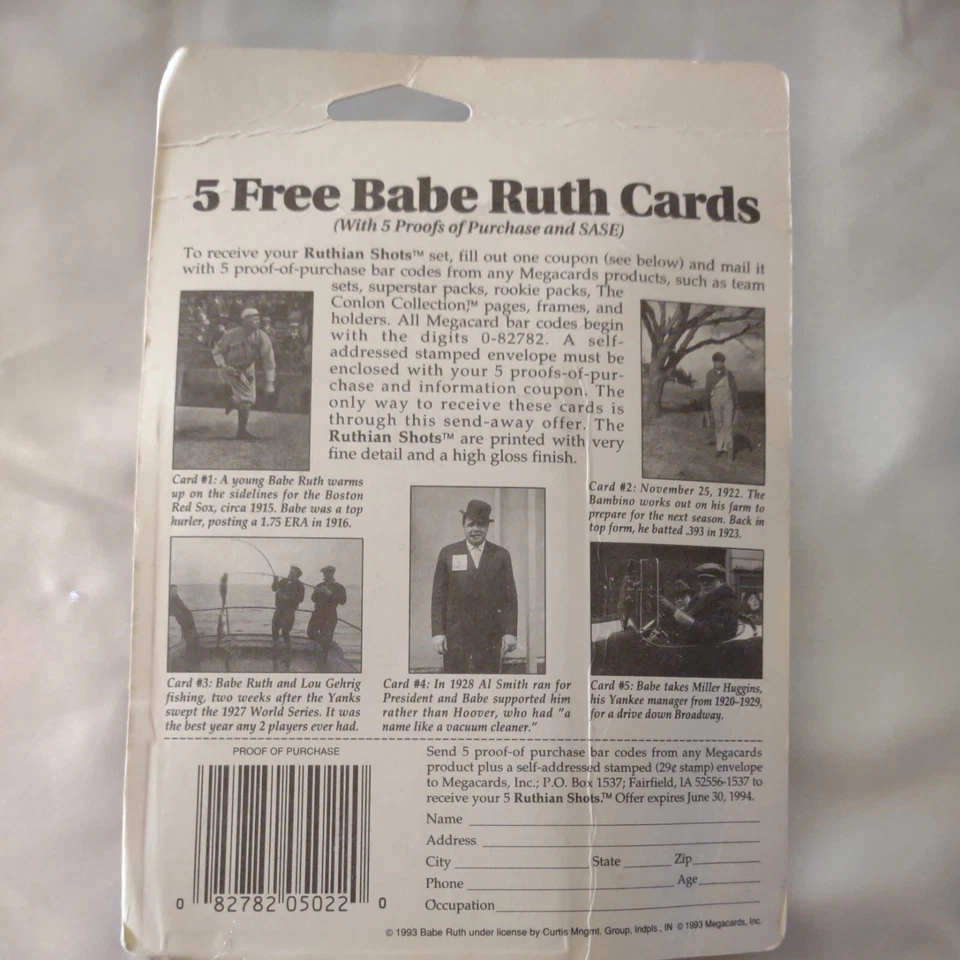 5 Free Babe Ruth Cards
(With 5 Proofs of Purchase and SASE)
To receive your Ruthian Shots™ set, fill out one coupon (see below) and mail it
with 5 proof-of-purchase bar codes from any Megacards products, such as team
sets, superstar packs, rookie packs, The
Conlon Collection,™ pages, frames, and
holders. All Megacard bar codes begin
with the digits 0-82782. A self-
addressed stamped envelope must be
enclosed with your 5 proofs-of-pur-
chase and information coupon. The
only way to receive these cards is
through this send-away offer. The
Ruthian Shots™ are printed with very
fine detail and a high gloss finish.
Card #1: A young Babe Ruth warms
up on the sidelines for the Boston
Red Sox, circa 1915. Babe was a top
hurler, posting a 1.75 ERA in 1916.
Card #2: November 25, 1922. The
Bambino works out on his farm to
prepare for the next season. Back in
top form, he batted .393 in 1923.
Card #3: Babe Ruth and Lou Gehrig
fishing, two weeks after the Yanks
swept the 1927 World Series. It was
the best year any 2 players ever had.
Card #4: In 1928 Al Smith ran for
President and Babe supported him
rather than Hoover, who had "a
name like a vacuum cleaner."
Card #5: Babe takes Miller Huggins,
his Yankee manager from 1920-1929,
for a drive down Broadway.
PROOF OF PURCHASE
0 82782 05022 0
Send 5 proof-of purchase bar codes from any Megacards
product plus a self-addressed stamped (29¢ stamp) envelope
to Megacards, Inc.; P.O. Box 1537; Fairfield, IA 52556-1537 to
receive your 5 Ruthian Shots.™ Offer expires June 30, 1994.
Name
Address
City State Zip
Phone Age
Occupation
© 1993 Babe Ruth under license by Curtis Mngmt. Group, Indpls., IN © 1993 Megacards, Inc.